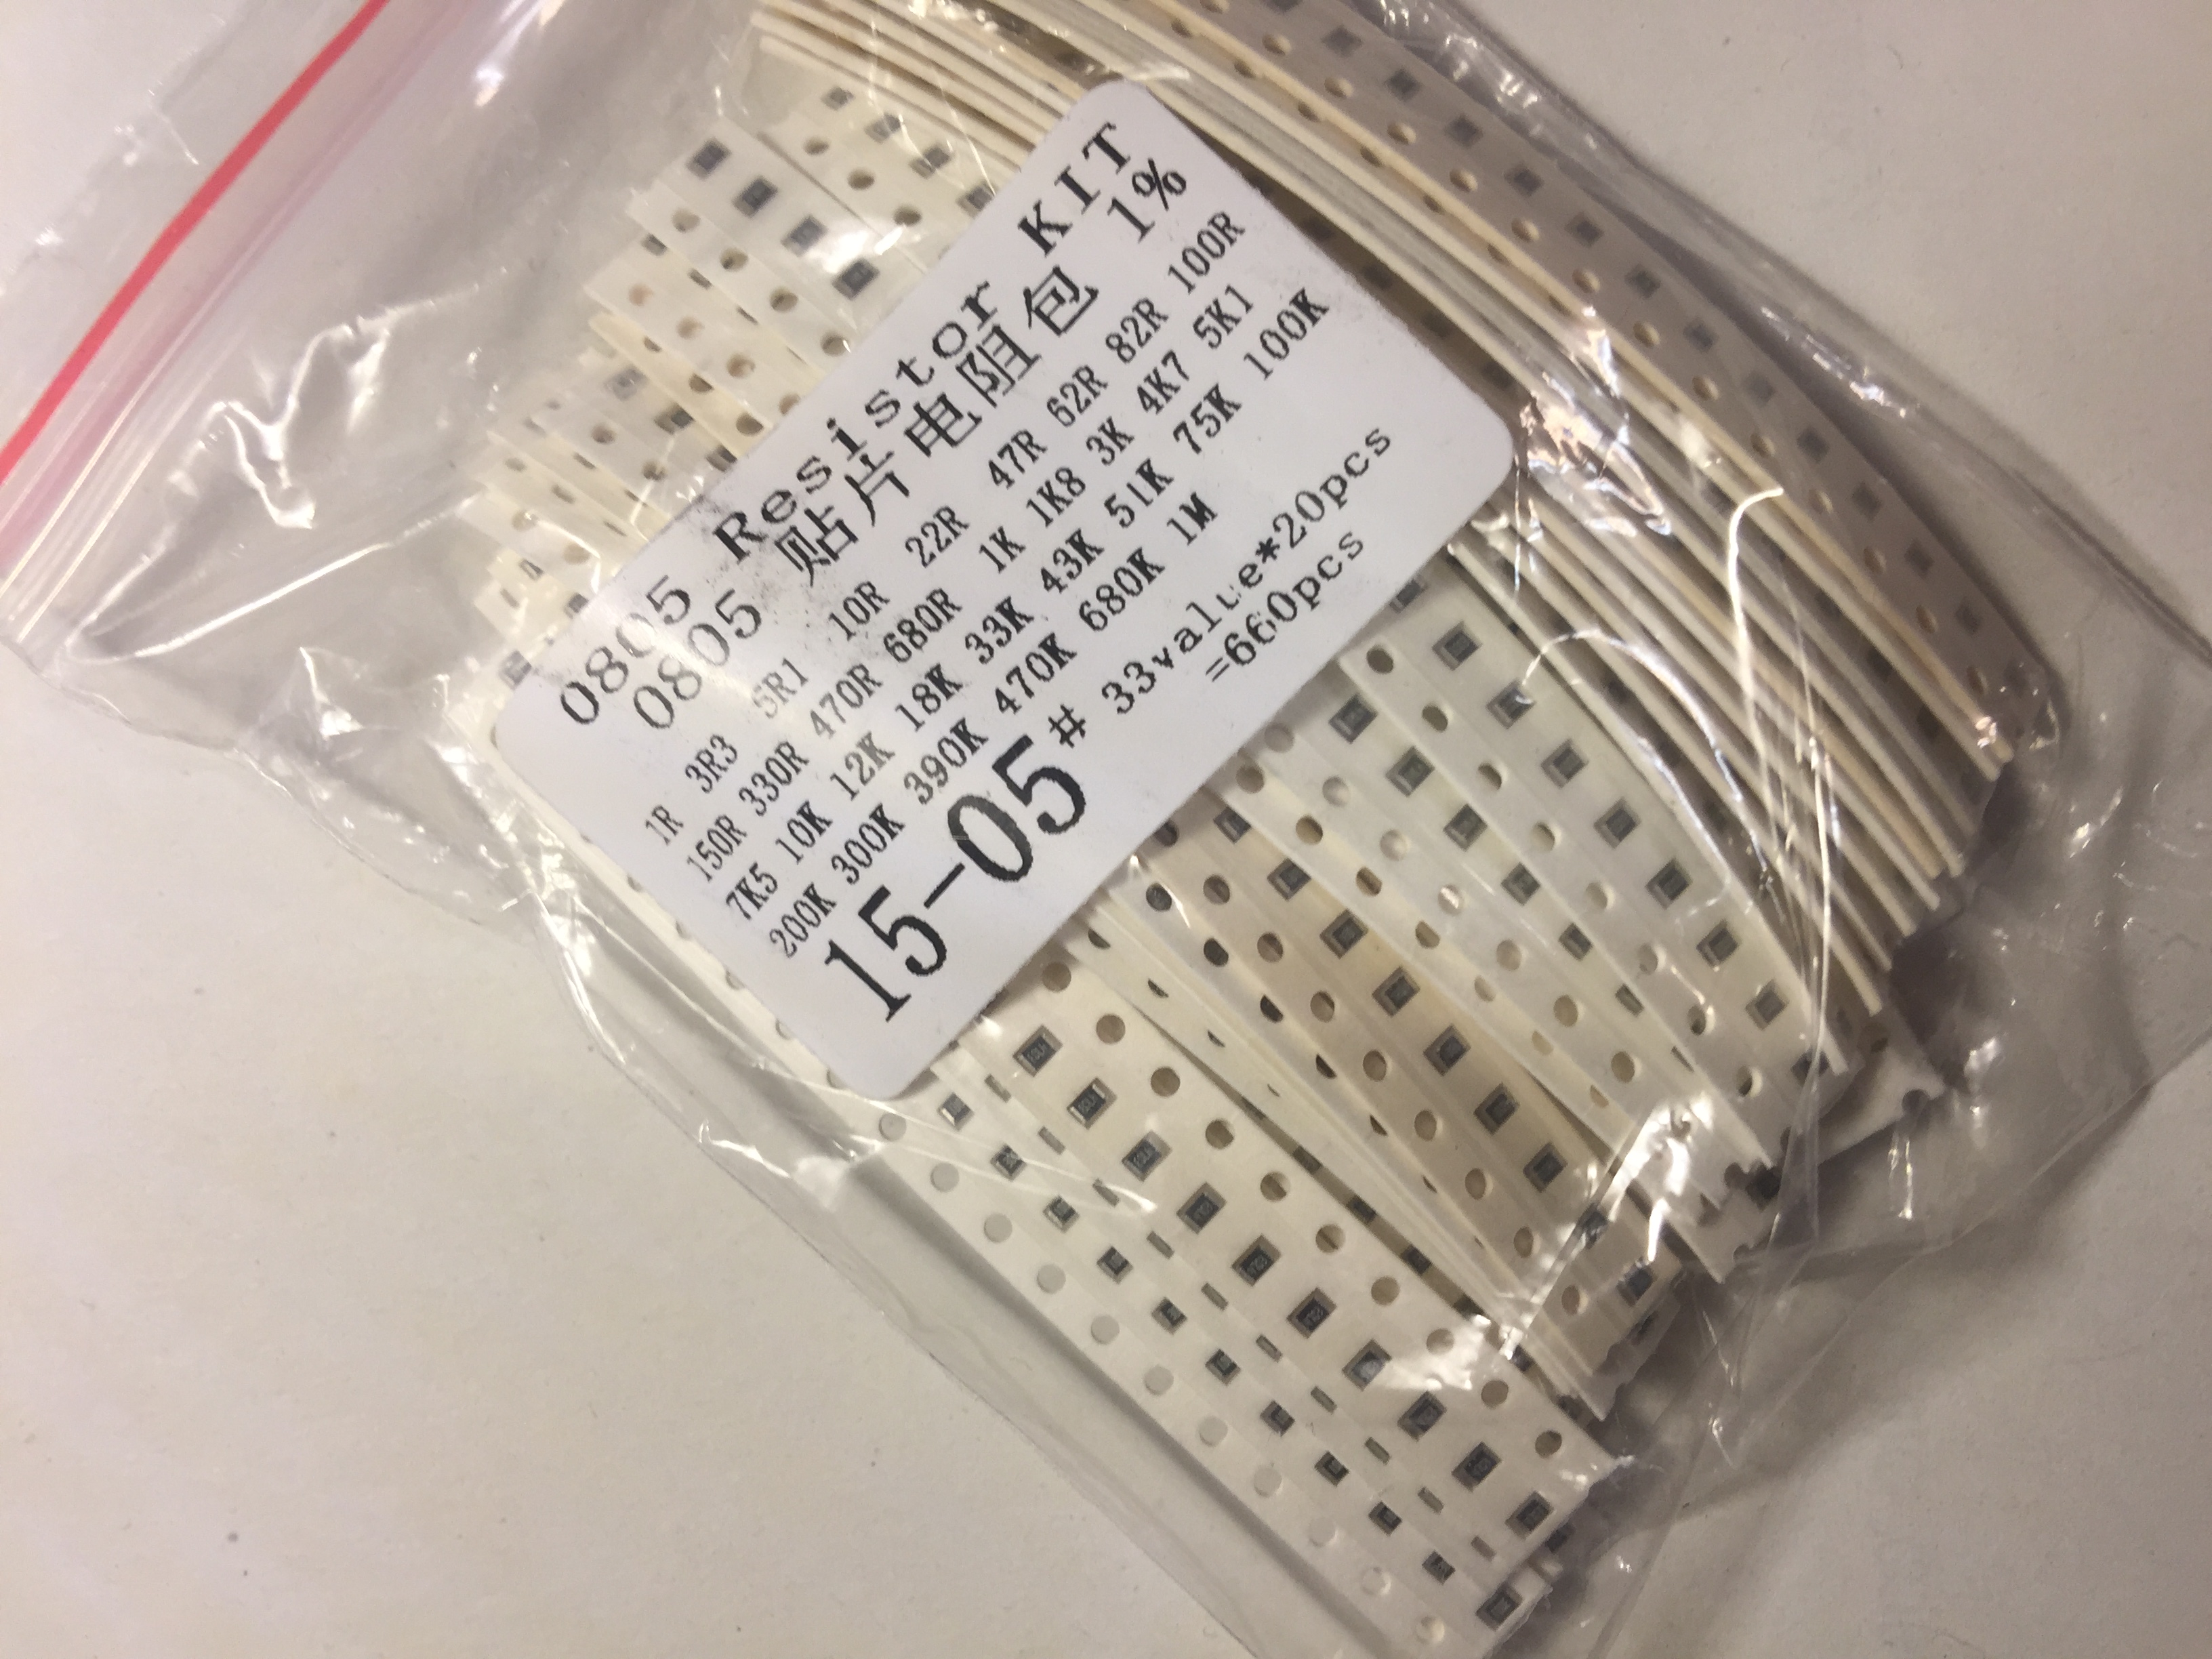 0805 Resistor KIT
0805 贴片电阻包 1%
1R 3R3 5R1 10R 22R 47R 62R 82R 100R
150R 330R 470R 680R 1K 1K8 3K 4K7 5K1
7K5 10K 12K 18K 33K 43K 51K 75K 100K
200K 300K 390K 470K 680K 1M
15-05# 33value*20pcs
=660pcs